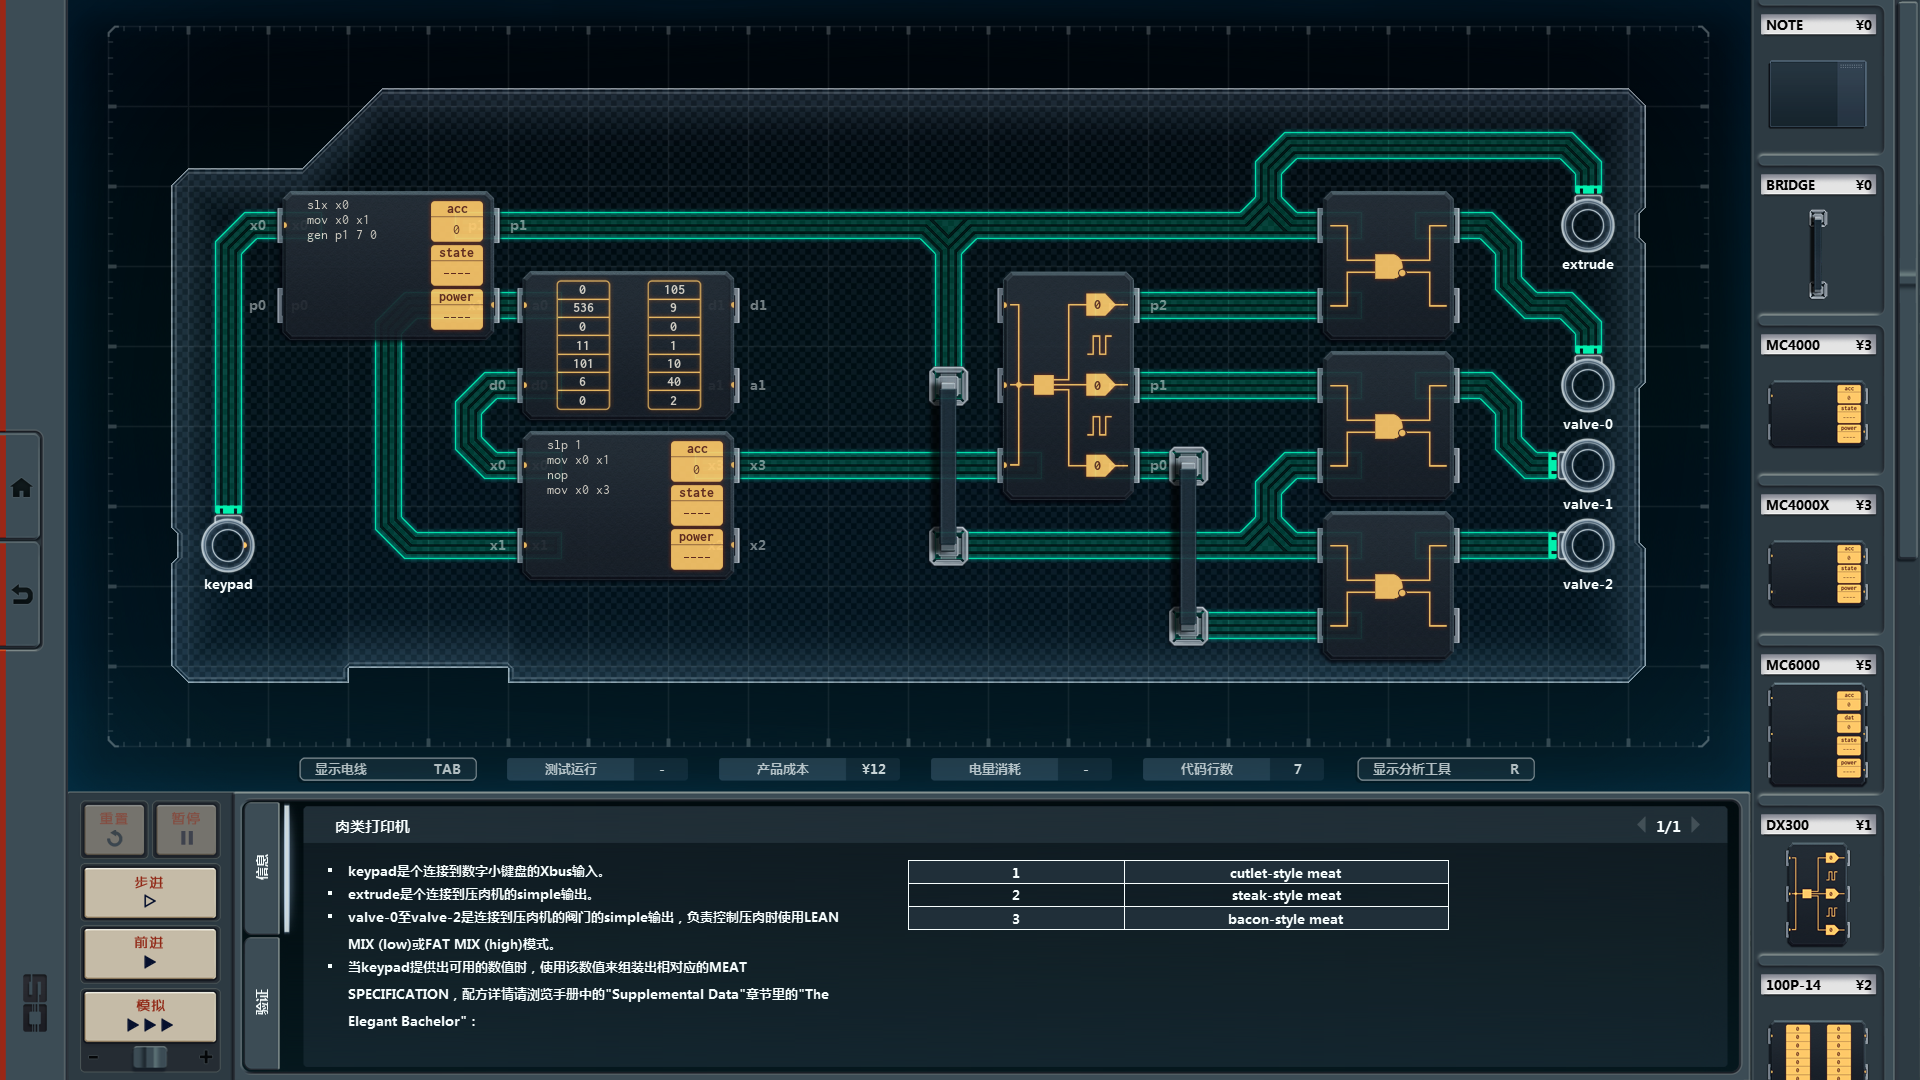 NOTE ¥0
BRIDGE ¥0
MC4000 ¥3
MC4000X ¥3
MC6000 ¥5
DX300 ¥1
100P-14 ¥2
x0
slx x0
mov x0 x1
gen p1 7 0
acc
0
state
----
power
----
p1
p0
extrude
0 105
536 9
0 0
11 1
101 10
6 40
0 2
d1
d0
a1
slp 1
mov x0 x1
nop
mov x0 x3
acc
0
state
----
power
----
x0
x3
x1
x2
0
0
0
p2
p1
p0
valve-0
valve-1
valve-2
keypad
显示电线 TAB
测试运行 -
产品成本 ¥12
电量消耗 -
代码行数 7
显示分析工具 R
重置
暂停
步进
前进
模拟
- +
信息
验证
肉类打印机
1/1
▪ keypad是个连接到数字小键盘的Xbus输入。
▪ extrude是个连接到压肉机的simple输出。
▪ valve-0至valve-2是连接到压肉机的阀门的simple输出，负责控制压肉时使用LEAN
MIX (low)或FAT MIX (high)模式。
▪ 当keypad提供出可用的数值时，使用该数值来组装出相对应的MEAT
SPECIFICATION，配方详情请浏览手册中的"Supplemental Data"章节里的"The
Elegant Bachelor"：
1 cutlet-style meat
2 steak-style meat
3 bacon-style meat